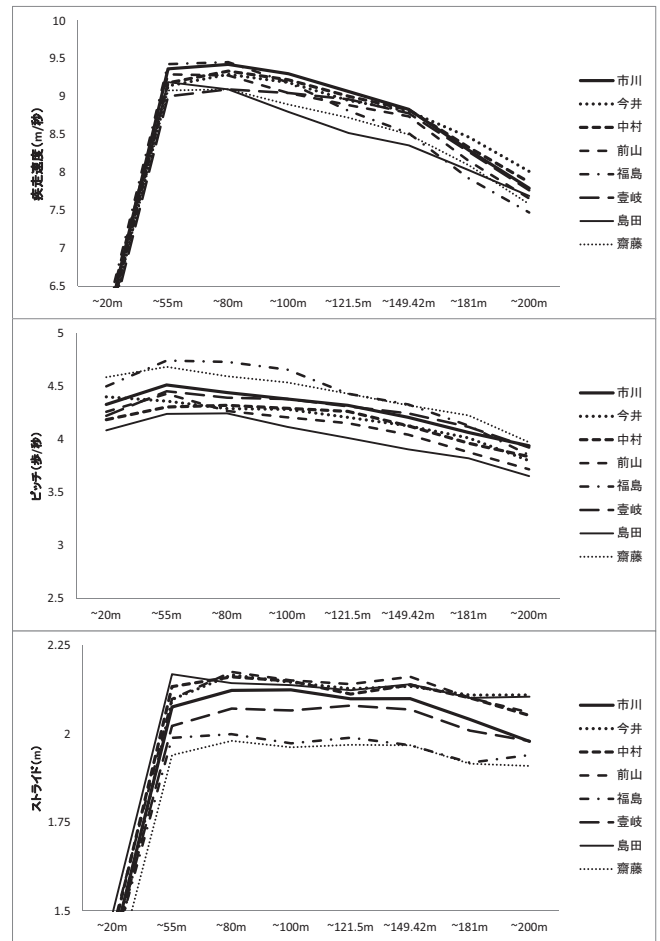 疾走速度(m/秒)
10
9.5
9
8.5
8
7.5
7
6.5
~20m ~55m ~80m ~100m ~121.5m ~149.42m ~181m ~200m
市川
今井
中村
前山
福島
壹岐
島田
齋藤
ピッチ(歩/秒)
5
4.5
4
3.5
3
2.5
~20m ~55m ~80m ~100m ~121.5m ~149.42m ~181m ~200m
市川
今井
中村
前山
福島
壹岐
島田
齋藤
ストライド(m)
2.25
2
1.75
1.5
~20m ~55m ~80m ~100m ~121.5m ~149.42m ~181m ~200m
市川
今井
中村
前山
福島
壹岐
島田
齋藤